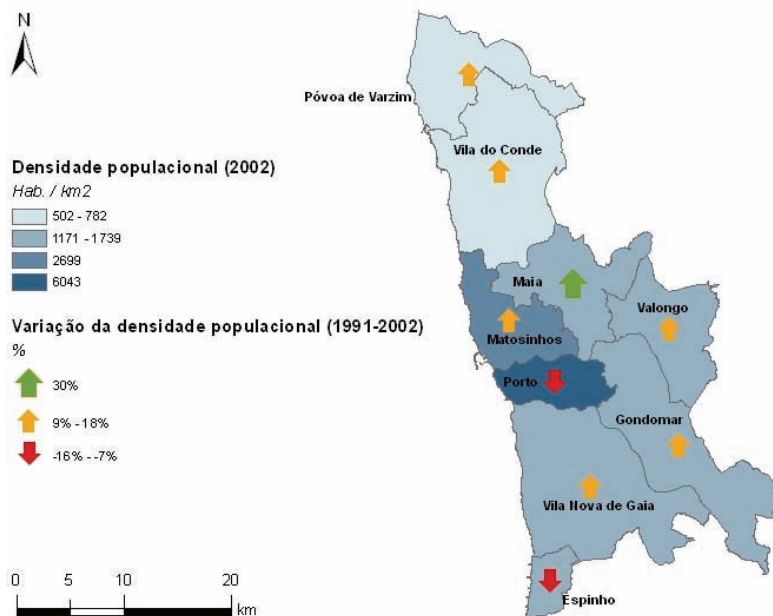 N
Póvoa de Varzim
Vila do Conde
Densidade populacional (2002)
Hab. / km2
502 - 782
1171 - 1739
2699
6043
Maia
Valongo
Matosinhos
Porto
Gondomar
Vila Nova de Gaia
Espinho
Variação da densidade populacional (1991-2002)
%
30%
9% - 18%
-16% - -7%
0 5 10 20
km